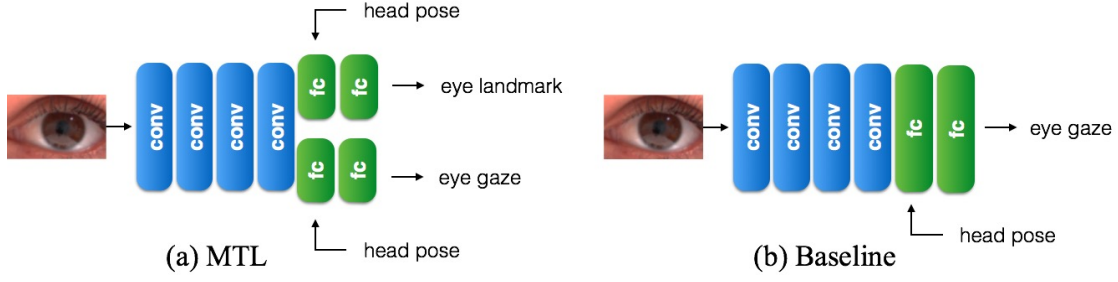 head pose
conv conv conv conv fc fc
eye landmark
fc fc
eye gaze
head pose
(a) MTL
conv conv conv conv fc fc
eye gaze
head pose
(b) Baseline